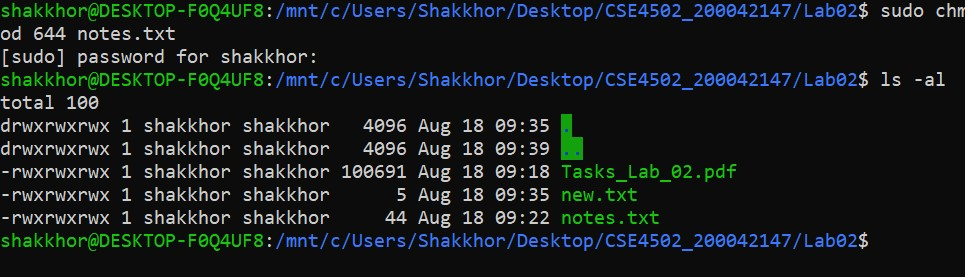 shakkhor@DESKTOP-F0Q4UF8:/mnt/c/Users/Shakkhor/Desktop/CSE4502_200042147/Lab02$ sudo chm
od 644 notes.txt
[sudo] password for shakkhor:
shakkhor@DESKTOP-F0Q4UF8:/mnt/c/Users/Shakkhor/Desktop/CSE4502_200042147/Lab02$ ls -al
total 100
drwxrwxrwx 1 shakkhor shakkhor   4096 Aug 18 09:35 .
drwxrwxrwx 1 shakkhor shakkhor   4096 Aug 18 09:39 ..
-rwxrwxrwx 1 shakkhor shakkhor 100691 Aug 18 09:18 Tasks_Lab_02.pdf
-rwxrwxrwx 1 shakkhor shakkhor      5 Aug 18 09:35 new.txt
-rwxrwxrwx 1 shakkhor shakkhor     44 Aug 18 09:22 notes.txt
shakkhor@DESKTOP-F0Q4UF8:/mnt/c/Users/Shakkhor/Desktop/CSE4502_200042147/Lab02$